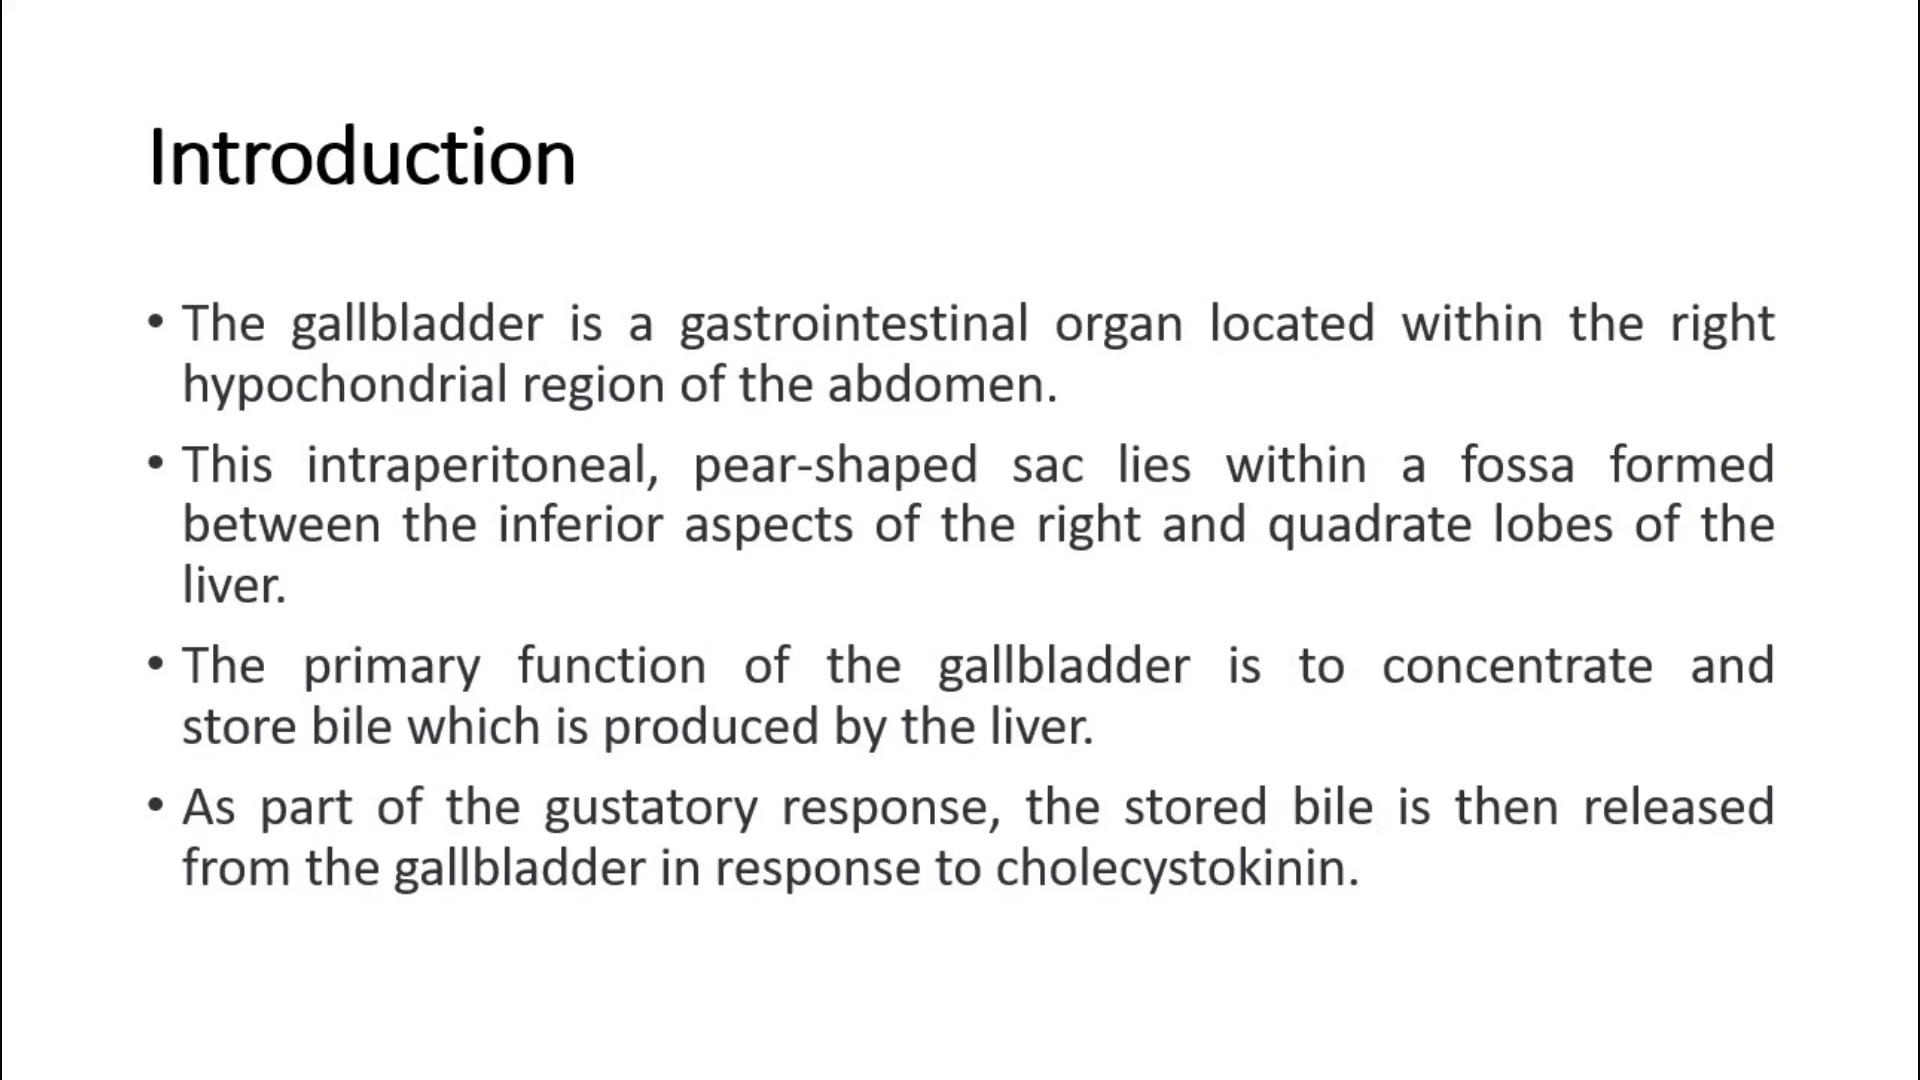 Introduction
• The gallbladder is a gastrointestinal organ located within the right
hypochondrial region of the abdomen.
• This intraperitoneal, pear-shaped sac lies within a fossa formed
between the inferior aspects of the right and quadrate lobes of the
liver.
• The primary function of the gallbladder is to concentrate and
store bile which is produced by the liver.
• As part of the gustatory response, the stored bile is then released
from the gallbladder in response to cholecystokinin.